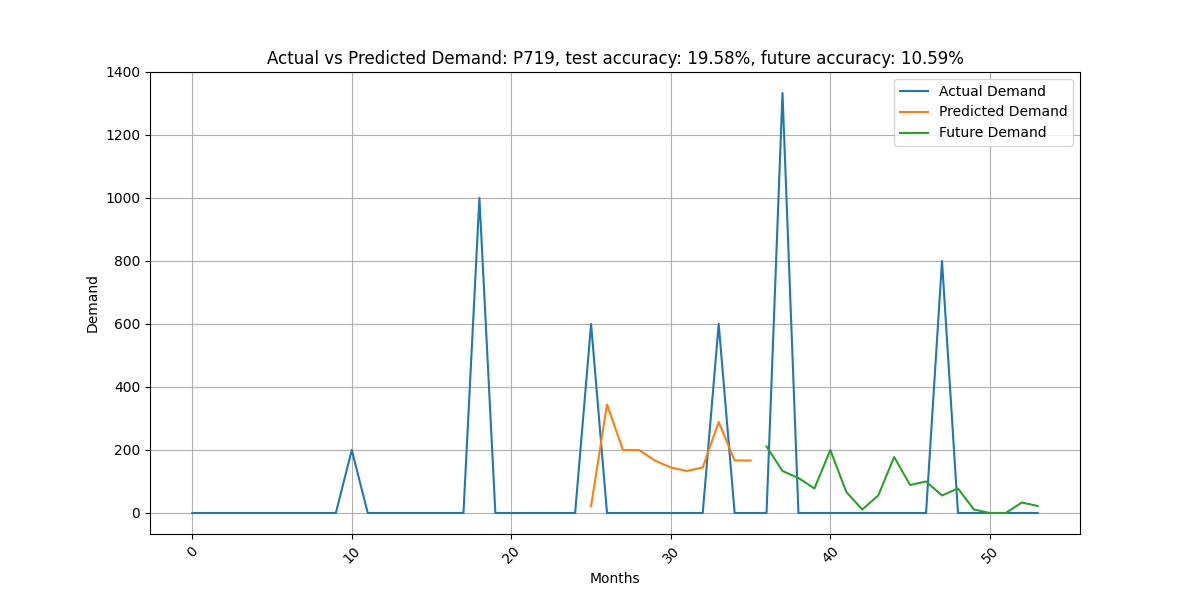 Actual vs Predicted Demand: P719, test accuracy: 19.58%, future accuracy: 10.59%
1400
1200
1000
800
600
400
200
0
Demand
Actual Demand
Predicted Demand
Future Demand
0
10
20
30
40
50
Months